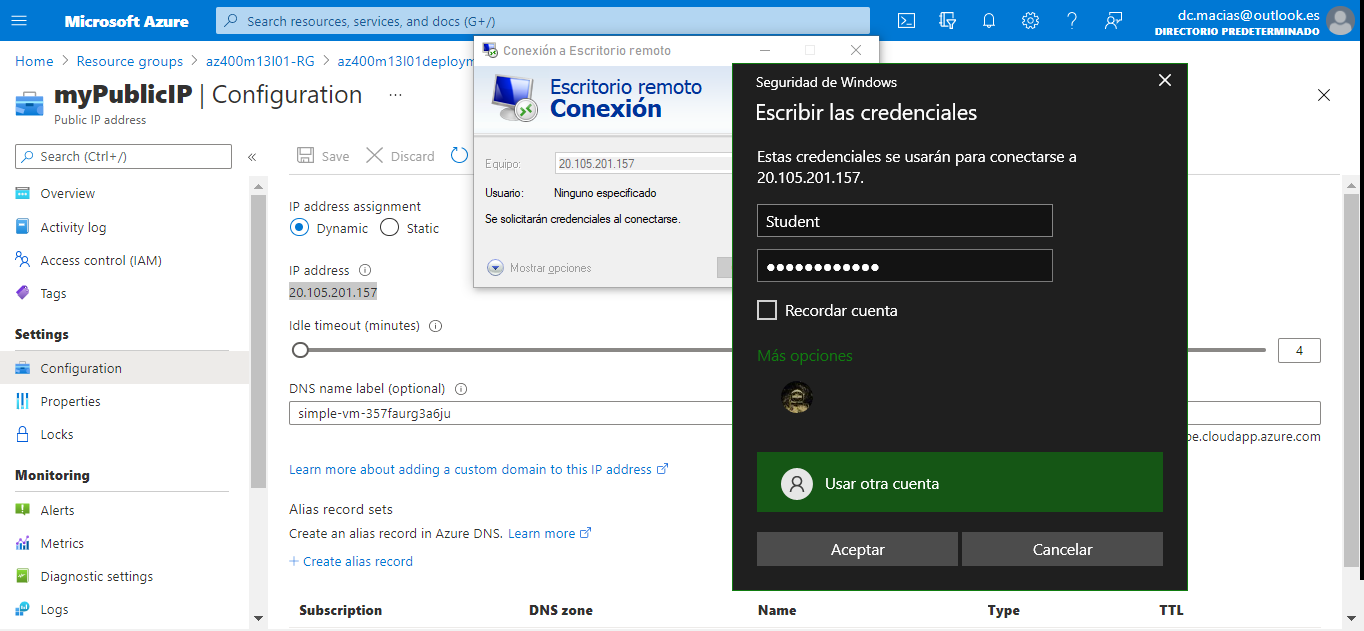 Microsoft Azure
Search resources, services, and docs (G+/)
dc.macias@outlook.es
DIRECTORIO PREDETERMINADO
Home > Resource groups > az400m13l01-RG >
myPublicIP | Configuration ...
Public IP address
Search (Ctrl+/)
«
Overview
Activity log
Access control (IAM)
Tags
Settings
Configuration
Properties
Locks
Monitoring
Alerts
Metrics
Diagnostic settings
Logs
Save
Discard
IP address assignment
Dynamic
Static
IP address
20.105.201.157
Idle timeout (minutes)
4
DNS name label (optional)
simple-vm-357faurg3a6ju
.cloudapp.azure.com
Learn more about adding a custom domain to this IP address
Alias record sets
Create an alias record in Azure DNS. Learn more
+ Create alias record
Subscription
DNS zone
Name
Type
TTL
Conexión a Escritorio remoto
Escritorio remoto
Conexión
Equipo:
20.105.201.157
Usuario:
Ninguno especificado
Se solicitarán credenciales al conectarse.
Mostrar opciones
Seguridad de Windows
Escribir las credenciales
Estas credenciales se usarán para conectarse a
20.105.201.157.
Student
●●●●●●●●●●●●
Recordar cuenta
Más opciones
Usar otra cuenta
Aceptar
Cancelar